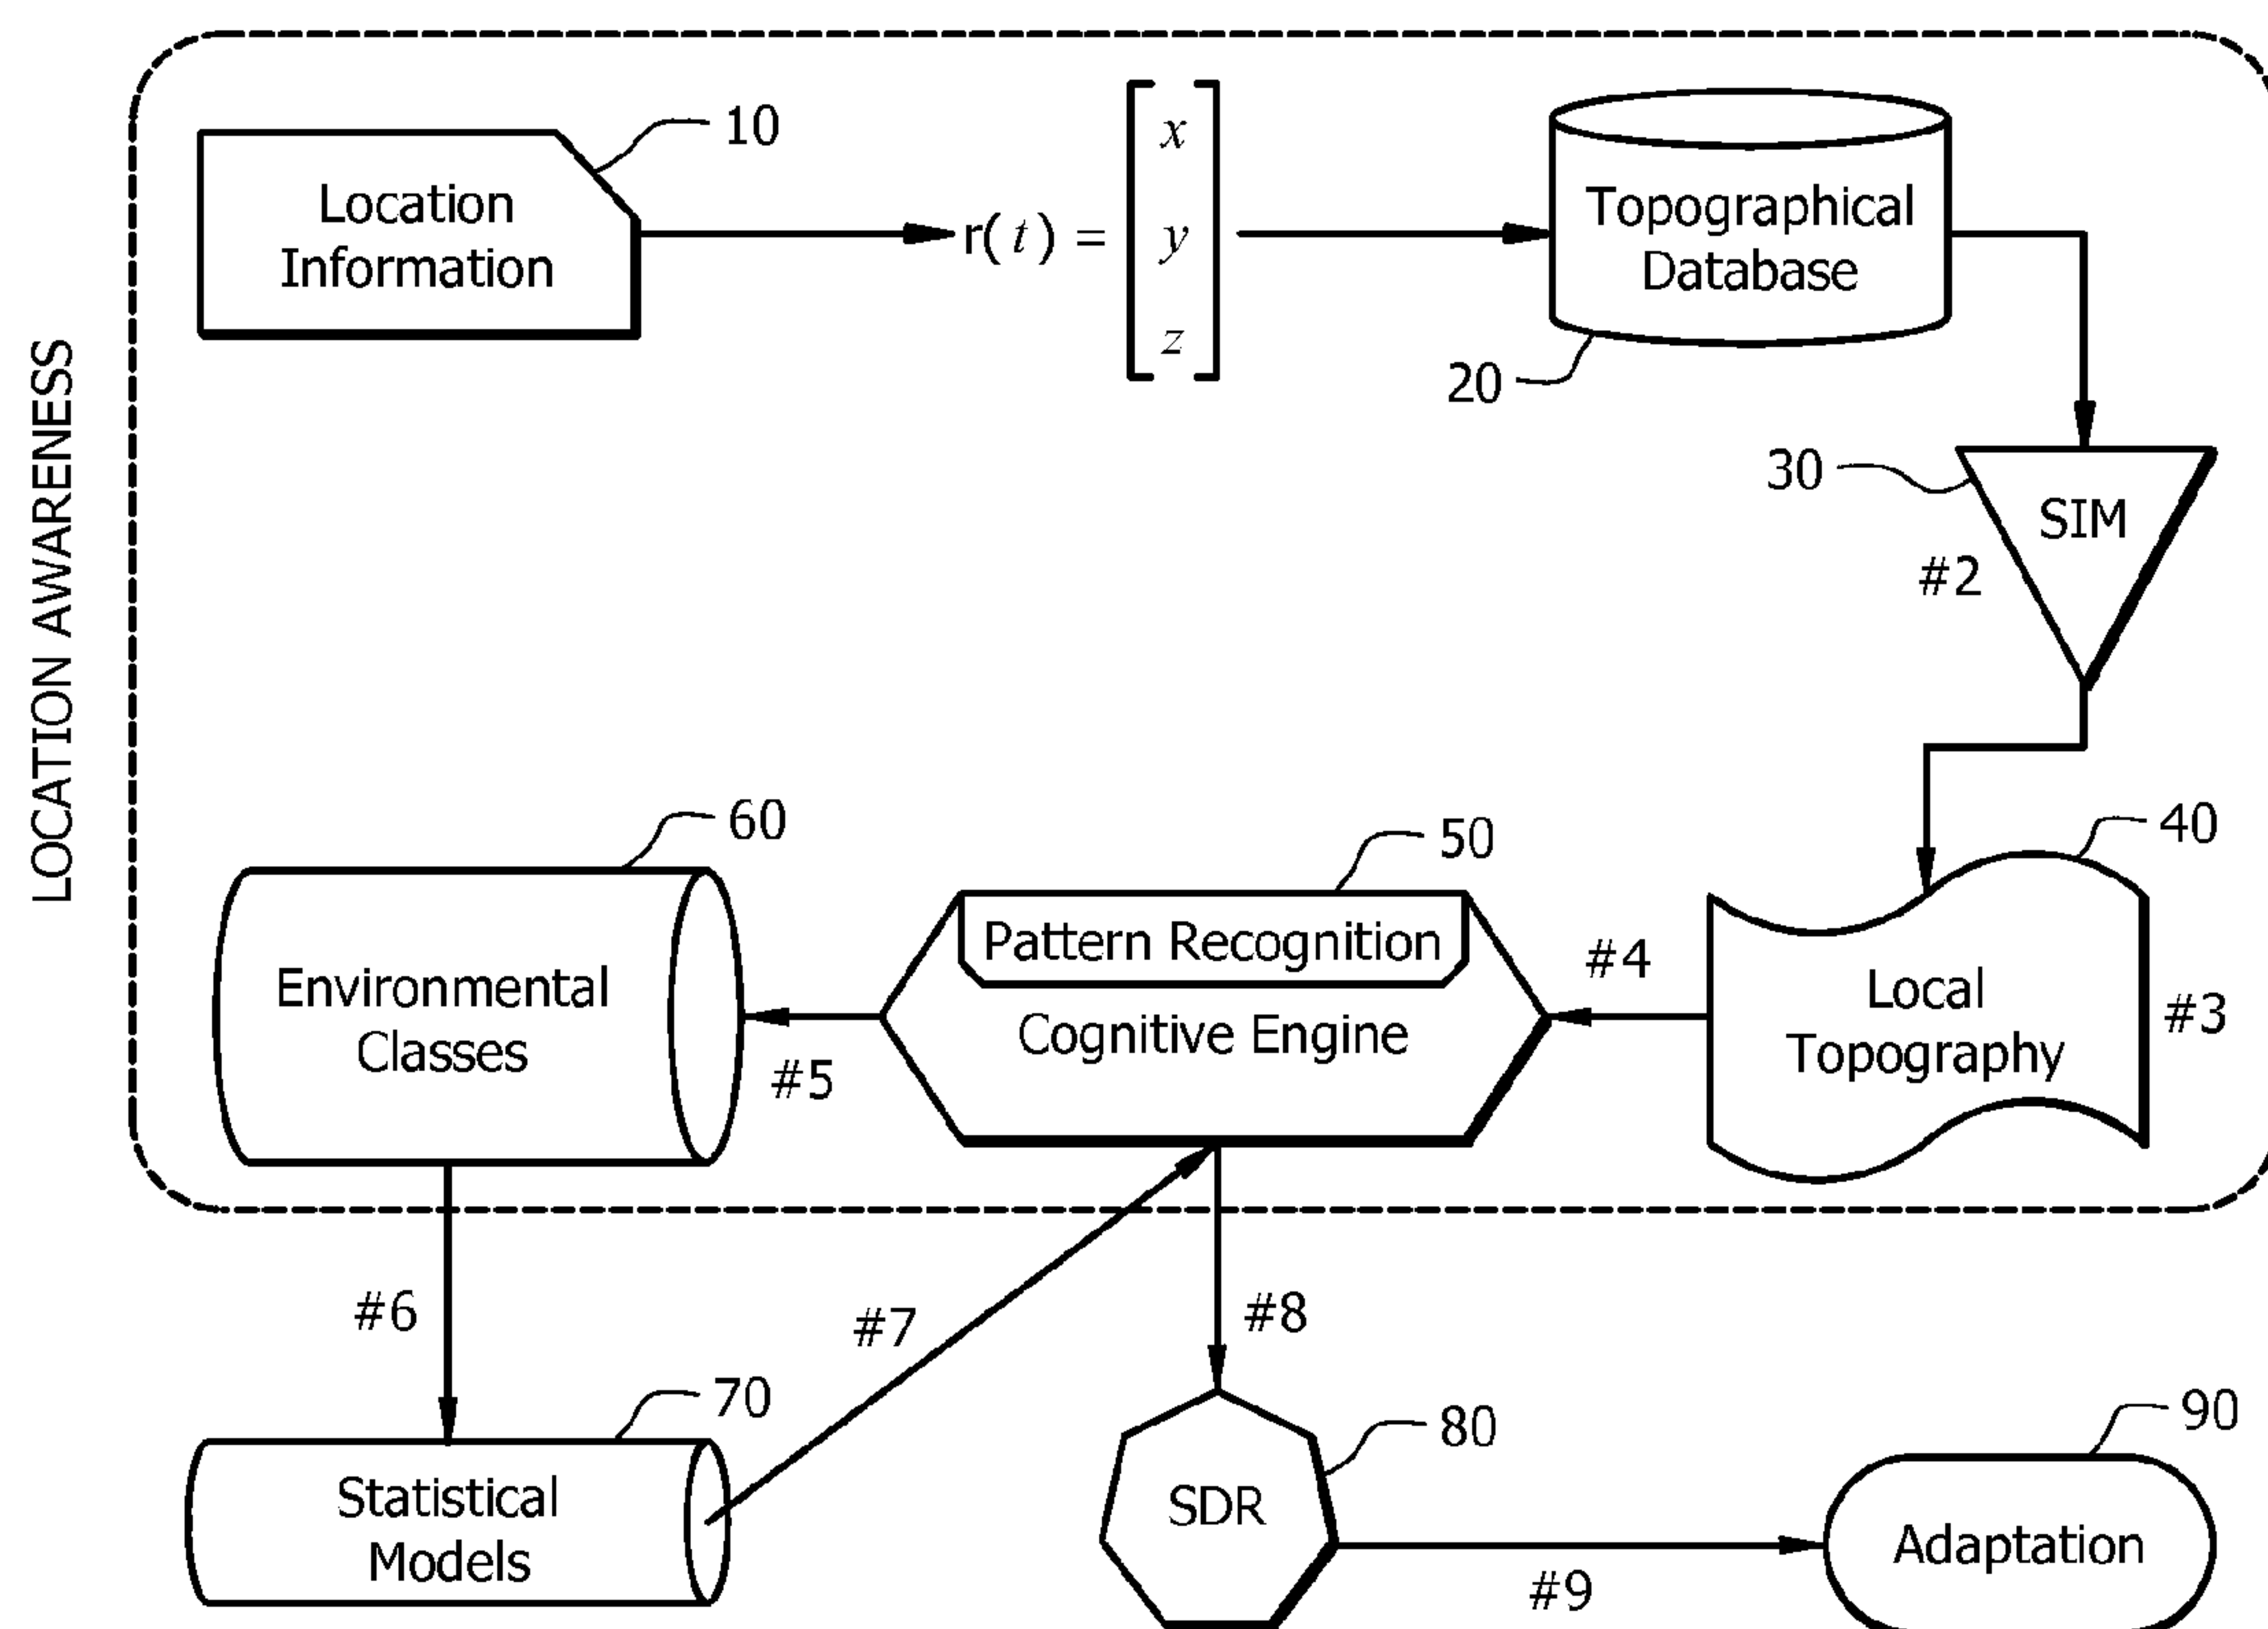 LOCATION AWARENESS
10
Location
Information
r(t) =
x
y
z
Topographical
Database
20
30
SIM
#2
40
Local
Topography
#3
#4
50
Pattern Recognition
Cognitive Engine
#5
60
Environmental
Classes
#6
#7
#8
70
Statistical
Models
80
SDR
#9
90
Adaptation